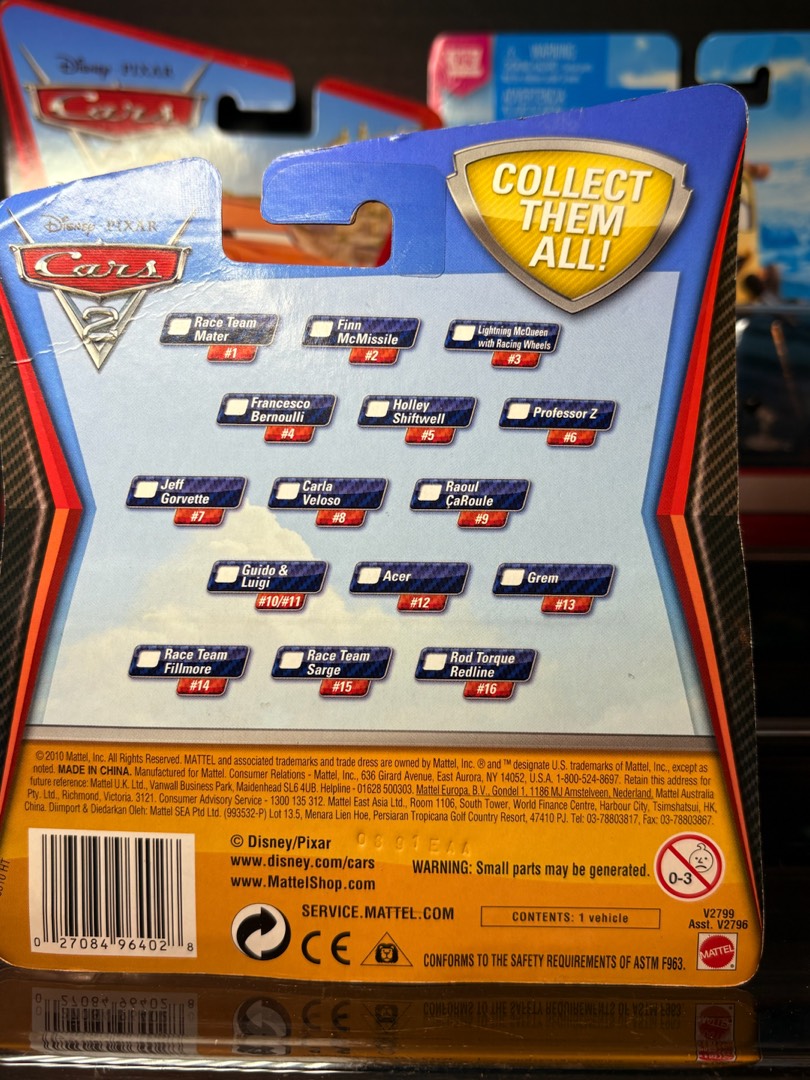 Disney PIXAR
Cars
WARNING
Disney PIXAR
Cars
2
COLLECT
THEM
ALL!
Race Team
Mater
#1
Finn
McMissile
#2
Lightning McQueen
with Racing Wheels
#3
Francesco
Bernoulli
#4
Holley
Shiftwell
#5
Professor Z
#6
Jeff
Gorvette
#7
Carla
Veloso
#8
Raoul
ÇaRoule
#9
Guido &
Luigi
#10/#11
Acer
#12
Grem
#13
Race Team
Fillmore
#14
Race Team
Sarge
#15
Rod Torque
Redline
#16
©2010 Mattel, Inc. All Rights Reserved. MATTEL and associated trademarks and trade dress are owned by Mattel, Inc. ® and ™ designate U.S. trademarks of Mattel, Inc., except as
noted. MADE IN CHINA. Manufactured for Mattel. Consumer Relations - Mattel, Inc., 636 Girard Avenue, East Aurora, NY 14052, U.S.A. 1-800-524-8697. Retain this address for
future reference: Mattel U.K. Ltd., Vanwall Business Park, Maidenhead SL6 4UB. Helpline - 01628 500303. Mattel Europa, B.V., Gondel 1, 1186 MJ Amstelveen, Nederland. Mattel Australia
Pty. Ltd., Richmond, Victoria. 3121. Consumer Advisory Service - 1300 135 312. Mattel East Asia Ltd., Room 1106, South Tower, World Finance Centre, Harbour City, Tsimshatsui, HK,
China. Diimport & Diedarkan Oleh: Mattel SEA Ptd Ltd. (993532-P) Lot 13.5, Menara Lien Hoe, Persiaran Tropicana Golf Country Resort, 47410 PJ. Tel: 03-78803817, Fax: 03-78803867.
© Disney/Pixar
www.disney.com/cars
www.MattelShop.com
WARNING: Small parts may be generated.
0-3
SERVICE.MATTEL.COM
CONTENTS: 1 vehicle
V2799
Asst. V2796
0 27084 96402 8
CE
CONFORMS TO THE SAFETY REQUIREMENTS OF ASTM F963.
MATTEL